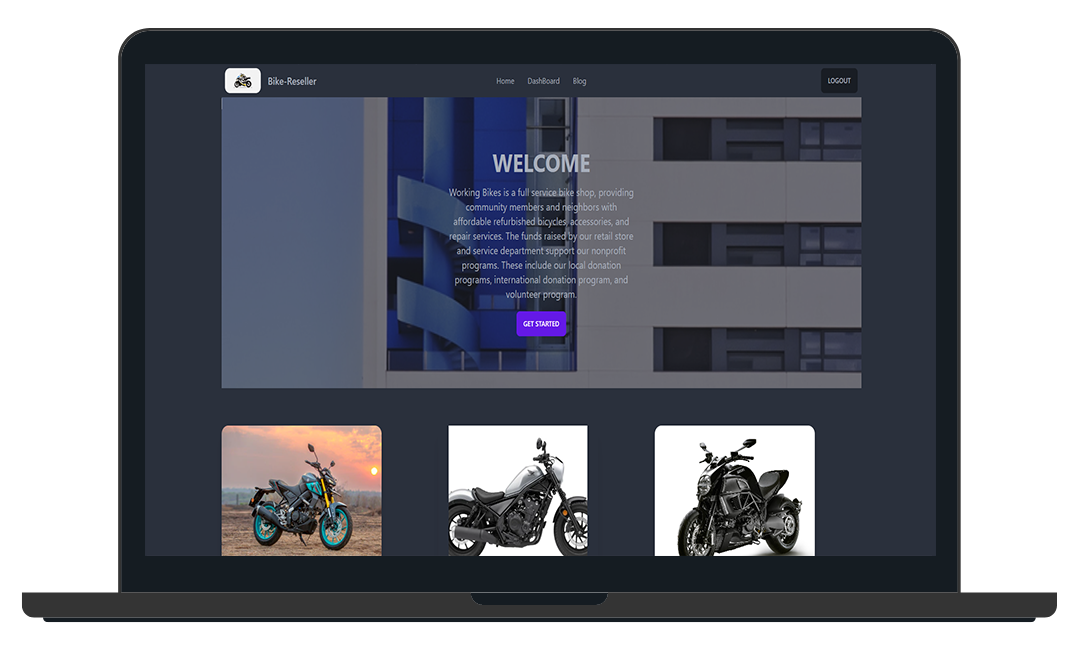 Bike-Reseller
Home DashBoard Blog
LOGOUT
WELCOME
Working Bikes is a full service bike shop, providing
community members and neighbors with
affordable refurbished bicycles, accessories, and
repair services. The funds raised by our retail store
and service department support our nonprofit
programs. These include our local donation
programs, international donation program, and
volunteer program.
GET STARTED